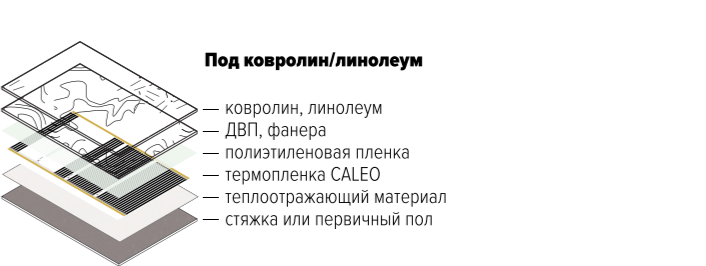 Под ковролин/линолеум
— ковролин, линолеум
— ДВП, фанера
— полиэтиленовая пленка
— термопленка CALEO
— теплоотражающий материал
— стяжка или первичный пол